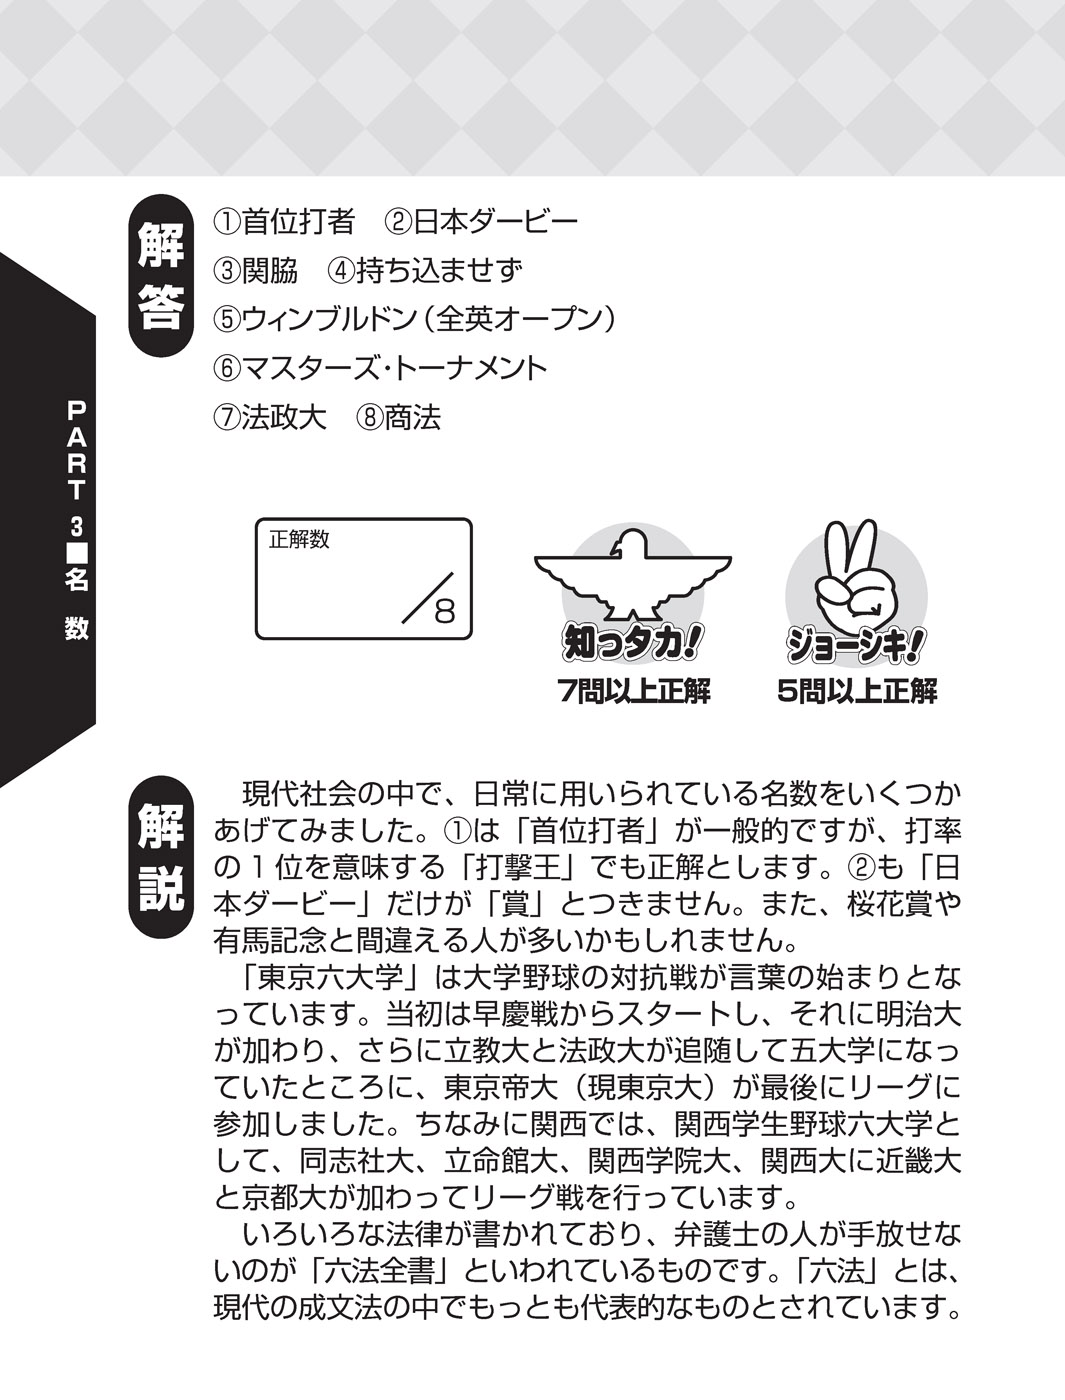 解答
①首位打者　②日本ダービー
③関脇　④持ち込ませず
⑤ウィンブルドン（全英オープン）
⑥マスターズ・トーナメント
⑦法政大　⑧商法
PART 3■名 数
正解数
／8
知っタカ！
7問以上正解
ジョーシキ！
5問以上正解
解説
　現代社会の中で、日常に用いられている名数をいくつか
あげてみました。①は「首位打者」が一般的ですが、打率
の1位を意味する「打撃王」でも正解とします。②も「日
本ダービー」だけが「賞」とつきません。また、桜花賞や
有馬記念と間違える人が多いかもしれません。
　「東京六大学」は大学野球の対抗戦が言葉の始まりとな
っています。当初は早慶戦からスタートし、それに明治大
が加わり、さらに立教大と法政大が追随して五大学になっ
ていたところに、東京帝大（現東京大）が最後にリーグに
参加しました。ちなみに関西では、関西学生野球六大学と
して、同志社大、立命館大、関西学院大、関西大に近畿大
と京都大が加わってリーグ戦を行っています。
　いろいろな法律が書かれており、弁護士の人が手放せな
いのが「六法全書」といわれているものです。「六法」とは、
現代の成文法の中でもっとも代表的なものとされています。